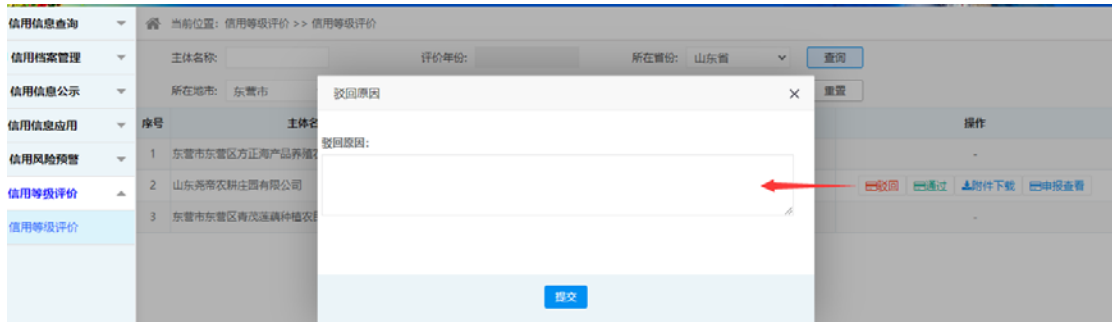 信用信息查询
当前位置：信用等级评价 >> 信用等级评价
信用档案管理
主体名称:
评价年份:
所在省份: 山东省
查询
信用信息公示
所在地市: 东营市
驳回原因
重置
信用信息应用
序号
主体名
操作
驳回原因：
信用风险预警
1 东营市东营区方正海产品养殖农
-
信用等级评价
2 山东尧帝农耕庄园有限公司
驳回 通过 附件下载 申报查看
信用等级评价
3 东营市东营区青茂莲藕种植农民
-
提交